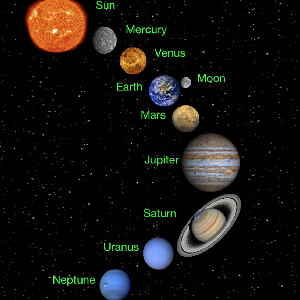 Sun
Mercury
Venus
Moon
Earth
Mars
Jupiter
Saturn
Uranus
Neptune